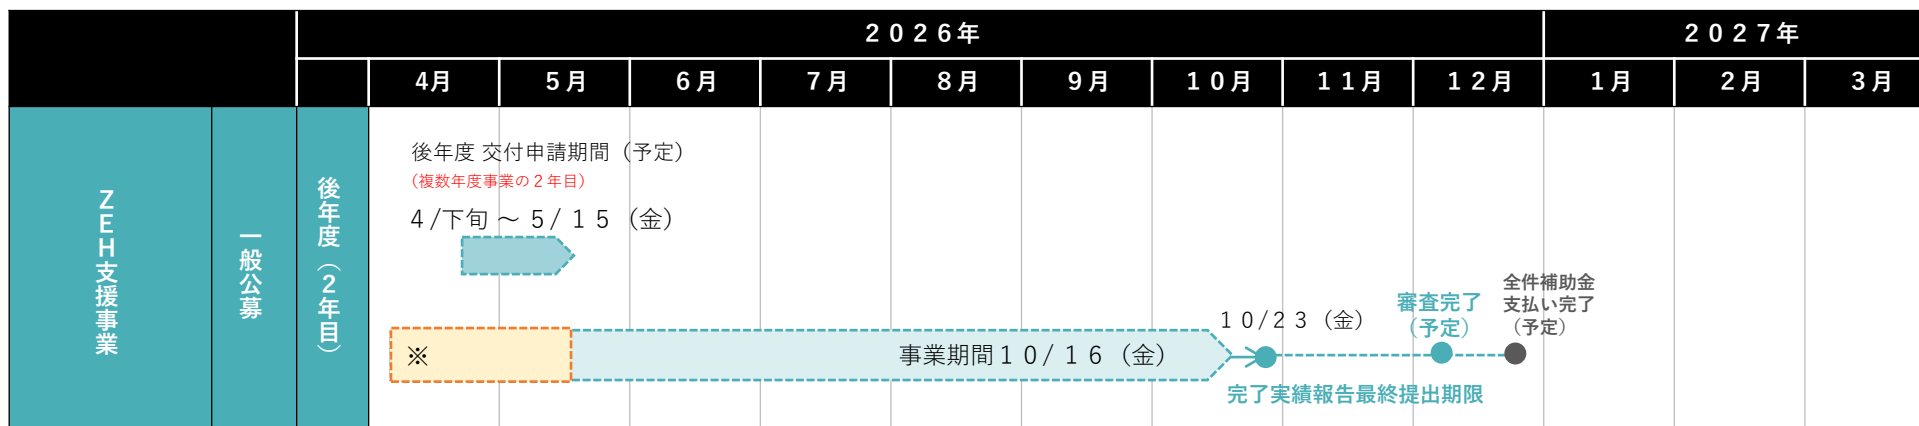 ２０２６年
２０２７年
4月
５月
６月
７月
８月
９月
１０月
１１月
１２月
１月
２月
３月
ＺＥＨ支援事業
一般公募
後年度（２年目）
後年度 交付申請期間（予定）
（複数年度事業の２年目）
４/下旬 ～ ５/１５（金）
※
事業期間１０/１６（金）
１０/２３（金）
完了実績報告最終提出期限
審査完了
（予定）
全件補助金
支払い完了
（予定）